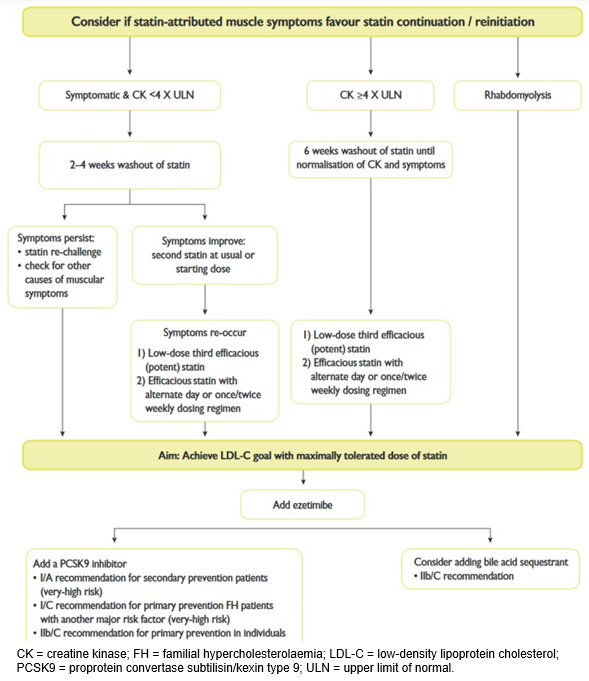 Consider if statin-attributed muscle symptoms favour statin continuation / reinitiation
Symptomatic & CK <4 X ULN
CK ≥4 X ULN
Rhabdomyolysis
2–4 weeks washout of statin
6 weeks washout of statin until
normalisation of CK and symptoms
Symptoms persist:
• statin re-challenge
• check for other
causes of muscular
symptoms
Symptoms improve:
second statin at usual or
starting dose
Symptoms re-occur
1) Low-dose third efficacious
(potent) statin
2) Efficacious statin with
alternate day or once/twice
weekly dosing regimen
1) Low-dose third efficacious
(potent) statin
2) Efficacious statin with
alternate day or once/twice
weekly dosing regimen
Aim: Achieve LDL-C goal with maximally tolerated dose of statin
Add ezetimibe
Add a PCSK9 inhibitor
• I/A recommendation for secondary prevention patients
(very-high risk)
• I/C recommendation for primary prevention FH patients
with another major risk factor (very-high risk)
• IIb/C recommendation for primary prevention in individuals
Consider adding bile acid sequestrant
• IIb/C recommendation
CK = creatine kinase; FH = familial hypercholesterolaemia; LDL-C = low-density lipoprotein cholesterol;
PCSK9 = proprotein convertase subtilisin/kexin type 9; ULN = upper limit of normal.